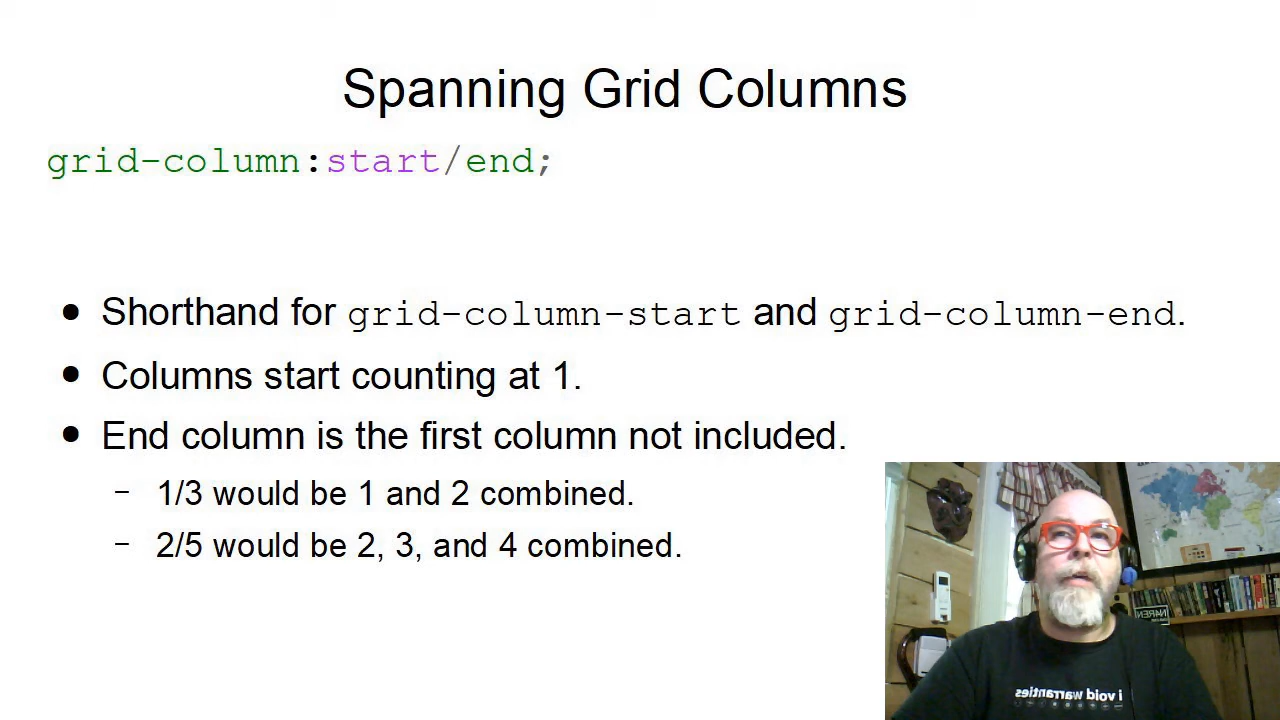 Spanning Grid Columns
grid-column:start/end;
● Shorthand for grid-column-start and grid-column-end.
● Columns start counting at 1.
● End column is the first column not included.
– 1/3 would be 1 and 2 combined.
– 2/5 would be 2, 3, and 4 combined.
N4REN
i void warranties